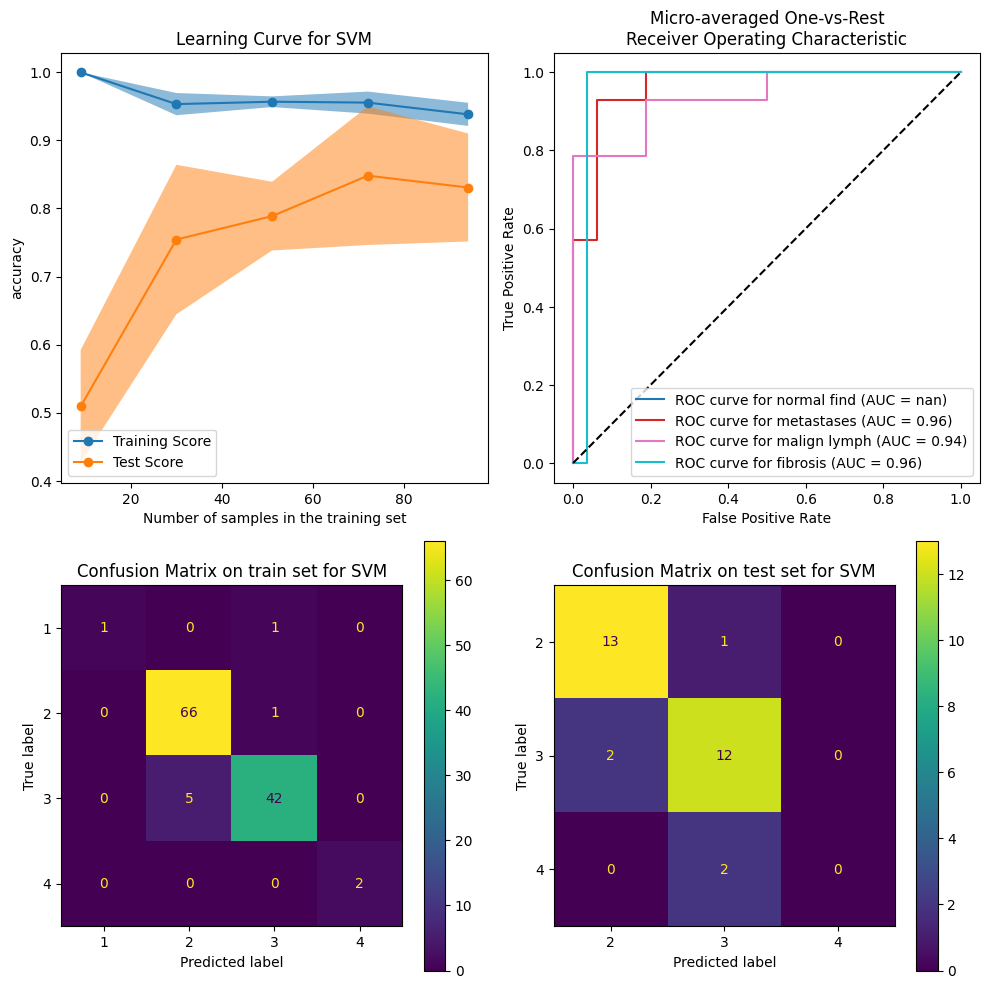 Learning Curve for SVM
1.0
0.9
0.8
0.7
0.6
0.5
0.4
accuracy
Training Score
Test Score
20 40 60 80
Number of samples in the training set
Micro-averaged One-vs-Rest
Receiver Operating Characteristic
1.0
0.8
0.6
0.4
0.2
0.0
True Positive Rate
ROC curve for normal find (AUC = nan)
ROC curve for metastases (AUC = 0.96)
ROC curve for malign lymph (AUC = 0.94)
ROC curve for fibrosis (AUC = 0.96)
0.0 0.2 0.4 0.6 0.8 1.0
False Positive Rate
Confusion Matrix on train set for SVM
True label
1 1 0 1 0
2 0 66 1 0
3 0 5 42 0
4 0 0 0 2
1 2 3 4
Predicted label
60
50
40
30
20
10
0
Confusion Matrix on test set for SVM
True label
2 13 1 0
3 2 12 0
4 0 2 0
2 3 4
Predicted label
12
10
8
6
4
2
0